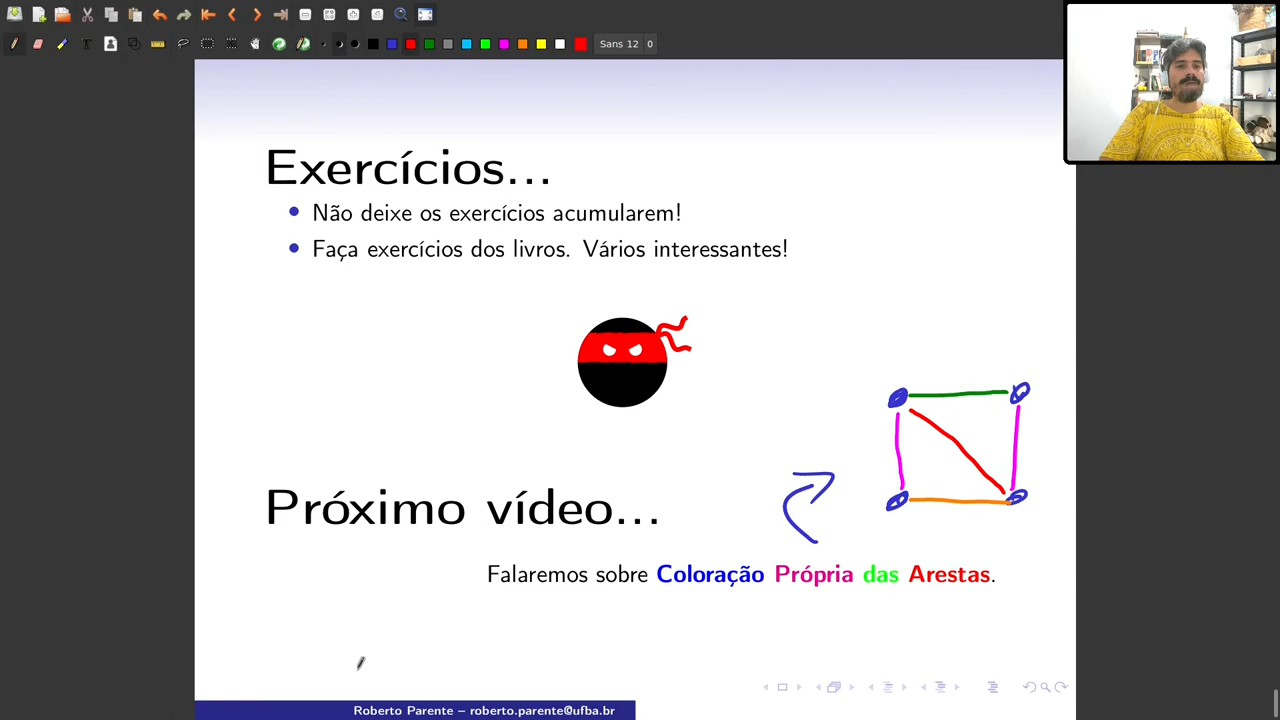 Sans 12 0
Exercícios...
Não deixe os exercícios acumularem!
Faça exercícios dos livros. Vários interessantes!
Próximo vídeo...
Falaremos sobre Coloração Própria das Arestas.
Roberto Parente – roberto.parente@ufba.br